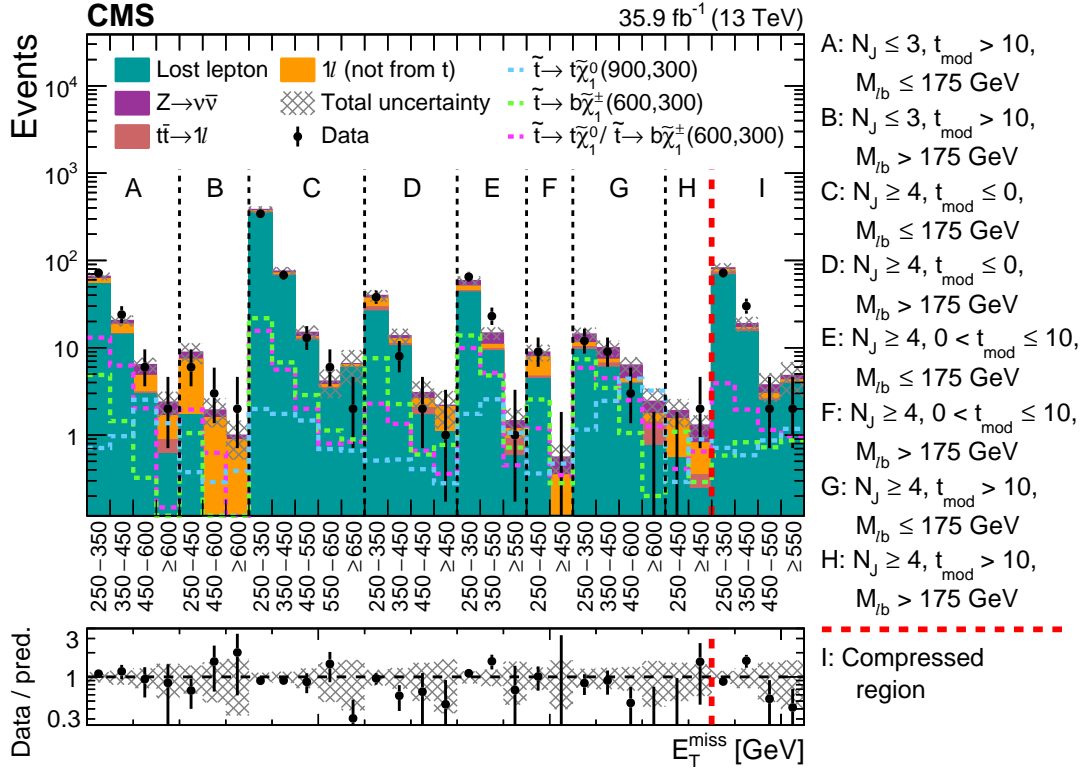 CMS
35.9 fb⁻¹ (13 TeV)
Events
10⁴
10³
10²
10
1
Lost lepton
Z→νν̄
tt̄→1l
1l (not from t)
Total uncertainty
Data
t̃→ tχ̃₁⁰(900,300)
t̃→ bχ̃₁±(600,300)
t̃→ tχ̃₁⁰/ t̃→ bχ̃₁±(600,300)
A B C D E F G H I
250−350
350−450
450−600
≥600
250−450
450−600
≥600
250−350
350−450
450−550
550−650
≥650
250−350
350−450
450−550
≥450
250−350
350−550
≥550
250−450
≥450
250−350
350−450
450−600
≥600
250−450
≥450
250−350
350−450
450−550
≥550
Data / pred.
3
1
0.3
E_T^miss [GeV]
A: N_J ≤ 3, t_mod > 10,
M_lb ≤ 175 GeV
B: N_J ≤ 3, t_mod > 10,
M_lb > 175 GeV
C: N_J ≥ 4, t_mod ≤ 0,
M_lb ≤ 175 GeV
D: N_J ≥ 4, t_mod ≤ 0,
M_lb > 175 GeV
E: N_J ≥ 4, 0 < t_mod ≤ 10,
M_lb ≤ 175 GeV
F: N_J ≥ 4, 0 < t_mod ≤ 10,
M_lb > 175 GeV
G: N_J ≥ 4, t_mod > 10,
M_lb ≤ 175 GeV
H: N_J ≥ 4, t_mod > 10,
M_lb > 175 GeV
I: Compressed
region